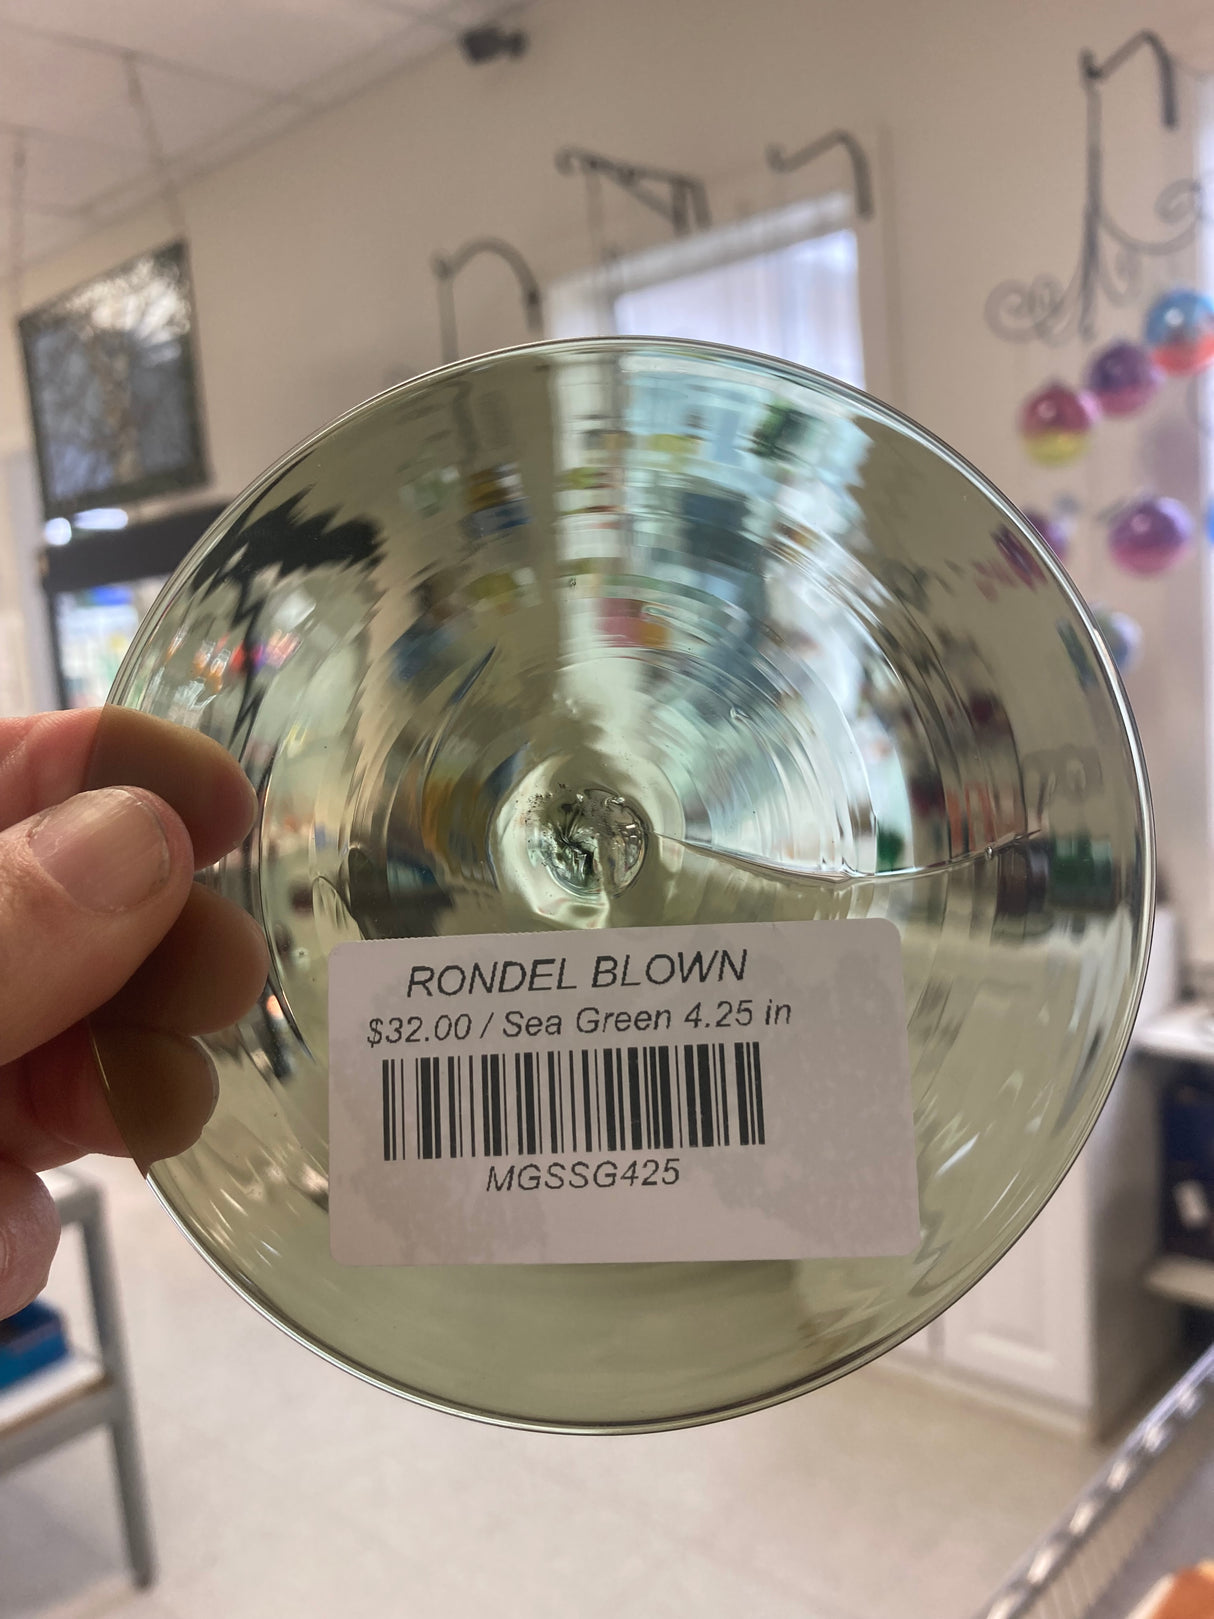 RONDEL BLOWN
$32.00 / Sea Green 4.25 in
MGSSG425